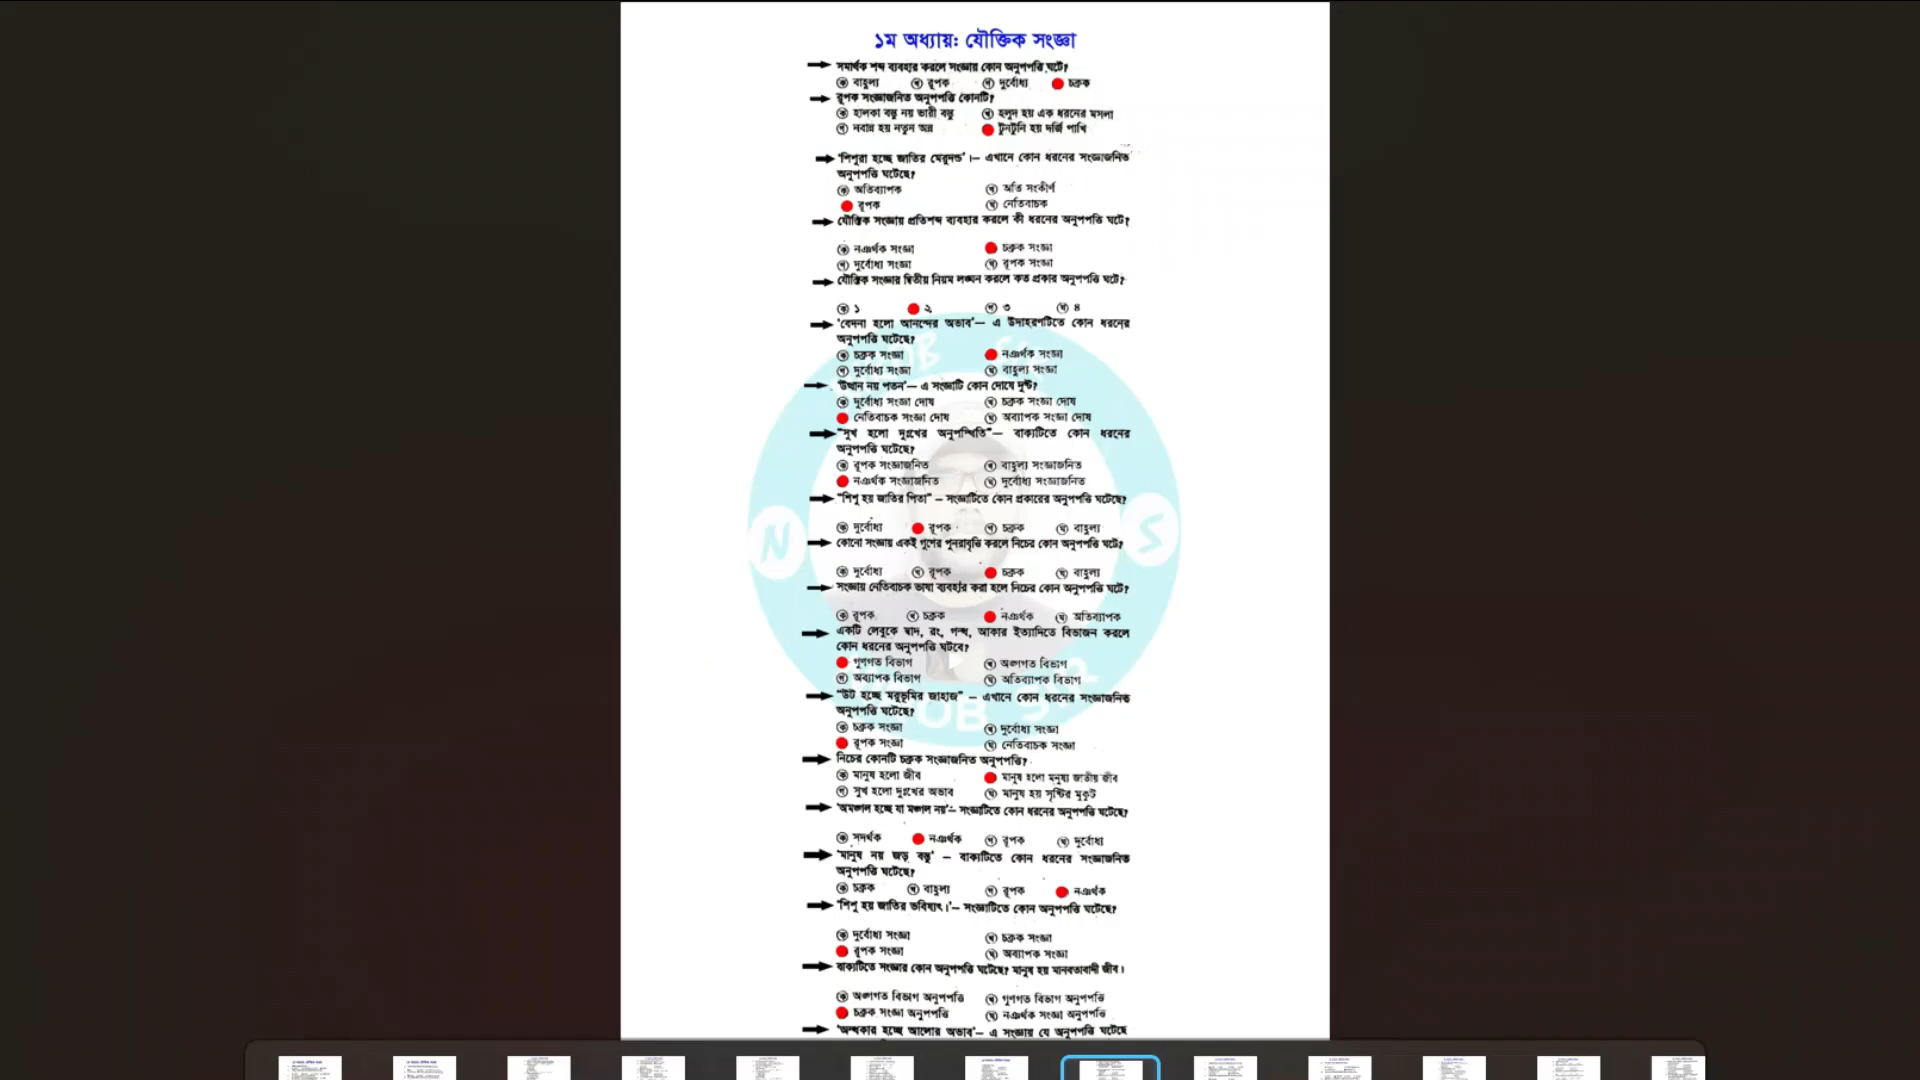 ১ম অধ্যায়: যৌক্তিক সংজ্ঞা
সমার্থক শব্দ ব্যবহার করলে সংজ্ঞায় কোন অনুপপত্তি ঘটে?
ক বাহুল্য খ রূপক গ দুর্বোধ্য চক্রক
রূপক সংজ্ঞাজনিত অনুপপত্তি কোনটি?
ক হালকা বস্তু নয় ভারী বস্তু খ হলুদ হয় এক ধরনের মসলা
গ নবান্ন হয় নতুন অন্ন টুনটুনি হয় দর্জি পাখি
'শিশুরা হচ্ছে জাতির মেরুদন্ড'।– এখানে কোন ধরনের সংজ্ঞাজনিত
অনুপপত্তি ঘটেছে?
ক অতিব্যাপক খ অতি সংকীর্ণ
রূপক ঘ নেতিবাচক
যৌক্তিক সংজ্ঞায় প্রতিশব্দ ব্যবহার করলে কী ধরনের অনুপপত্তি ঘটে?
ক নঞর্থক সংজ্ঞা চক্রক সংজ্ঞা
গ দুর্বোধ্য সংজ্ঞা ঘ রূপক সংজ্ঞা
যৌক্তিক সংজ্ঞার দ্বিতীয় নিয়ম লঙ্ঘন করলে কত প্রকার অনুপপত্তি ঘটে?
ক ১ ২ গ ৩ ঘ ৪
'বেদনা হলো আনন্দের অভাব'– এ উদাহরণটিতে কোন ধরনের
অনুপপত্তি ঘটেছে?
ক চক্রক সংজ্ঞা নঞর্থক সংজ্ঞা
গ দুর্বোধ্য সংজ্ঞা ঘ বাহুল্য সংজ্ঞা
'উত্থান নয় পতন'– এ সংজ্ঞাটি কোন দোষে দুষ্ট?
ক দুর্বোধ্য সংজ্ঞা দোষ খ চক্রক সংজ্ঞা দোষ
নেতিবাচক সংজ্ঞা দোষ ঘ অব্যাপক সংজ্ঞা দোষ
"সুখ হলো দুঃখের অনুপস্থিতি"– বাক্যটিতে কোন ধরনের
অনুপপত্তি ঘটেছে?
ক রূপক সংজ্ঞাজনিত খ বাহুল্য সংজ্ঞাজনিত
নঞর্থক সংজ্ঞাজনিত ঘ দুর্বোধ্য সংজ্ঞাজনিত
"শিশু হয় জাতির পিতা" – সংজ্ঞাটিতে কোন প্রকারের অনুপপত্তি ঘটেছে?
ক দুর্বোধ্য রূপক গ চক্রক ঘ বাহুল্য
কোনো সংজ্ঞায় একই গুণের পুনরাবৃত্তি করলে নিচের কোন অনুপপত্তি ঘটে?
ক দুর্বোধ্য খ রূপক চক্রক ঘ বাহুল্য
সংজ্ঞায় নেতিবাচক ভাষা ব্যবহার করা হলে নিচের কোন অনুপপত্তি ঘটে?
ক রূপক খ চক্রক নঞর্থক ঘ অতিব্যাপক
একটি লেবুকে স্বাদ, রং, গন্ধ, আকার ইত্যাদিতে বিভাজন করলে
কোন ধরনের অনুপপত্তি ঘটবে?
গুণগত বিভাগ খ অঙ্গগত বিভাগ
গ অব্যাপক বিভাগ ঘ অতিব্যাপক বিভাগ
"উট হচ্ছে মরুভূমির জাহাজ" – এখানে কোন ধরনের সংজ্ঞাজনিত
অনুপপত্তি ঘটেছে?
ক চক্রক সংজ্ঞা খ দুর্বোধ্য সংজ্ঞা
রূপক সংজ্ঞা ঘ নেতিবাচক সংজ্ঞা
নিচের কোনটি চক্রক সংজ্ঞাজনিত অনুপপত্তি?
ক মানুষ হলো জীব মানুষ হলো মনুষ্য জাতীয় জীব
গ সুখ হলো দুঃখের অভাব ঘ মানুষ হয় সৃষ্টির মুকুট
'অমঙ্গল হচ্ছে যা মঙ্গল নয়'– সংজ্ঞাটিতে কোন ধরনের অনুপপত্তি ঘটেছে?
ক সদর্থক নঞর্থক গ রূপক ঘ দুর্বোধ্য
'মানুষ নয় জড় বস্তু' – বাক্যটিতে কোন ধরনের সংজ্ঞাজনিত
অনুপপত্তি ঘটেছে?
ক চক্রক খ বাহুল্য গ রূপক নঞর্থক
'শিশু হয় জাতির ভবিষ্যৎ।'– সংজ্ঞাটিতে কোন অনুপপত্তি ঘটেছে?
ক দুর্বোধ্য সংজ্ঞা খ চক্রক সংজ্ঞা
রূপক সংজ্ঞা ঘ অব্যাপক সংজ্ঞা
বাক্যটিতে সংজ্ঞার কোন অনুপপত্তি ঘটেছে? মানুষ হয় মানবতাবাদী জীব।
ক অঙ্গগত বিভাগ অনুপপত্তি খ গুণগত বিভাগ অনুপপত্তি
চক্রক সংজ্ঞা অনুপপত্তি ঘ নঞর্থক সংজ্ঞা অনুপপত্তি
'অন্ধকার হচ্ছে আলোর অভাব'– এ সংজ্ঞায় যে অনুপপত্তি ঘটেছে